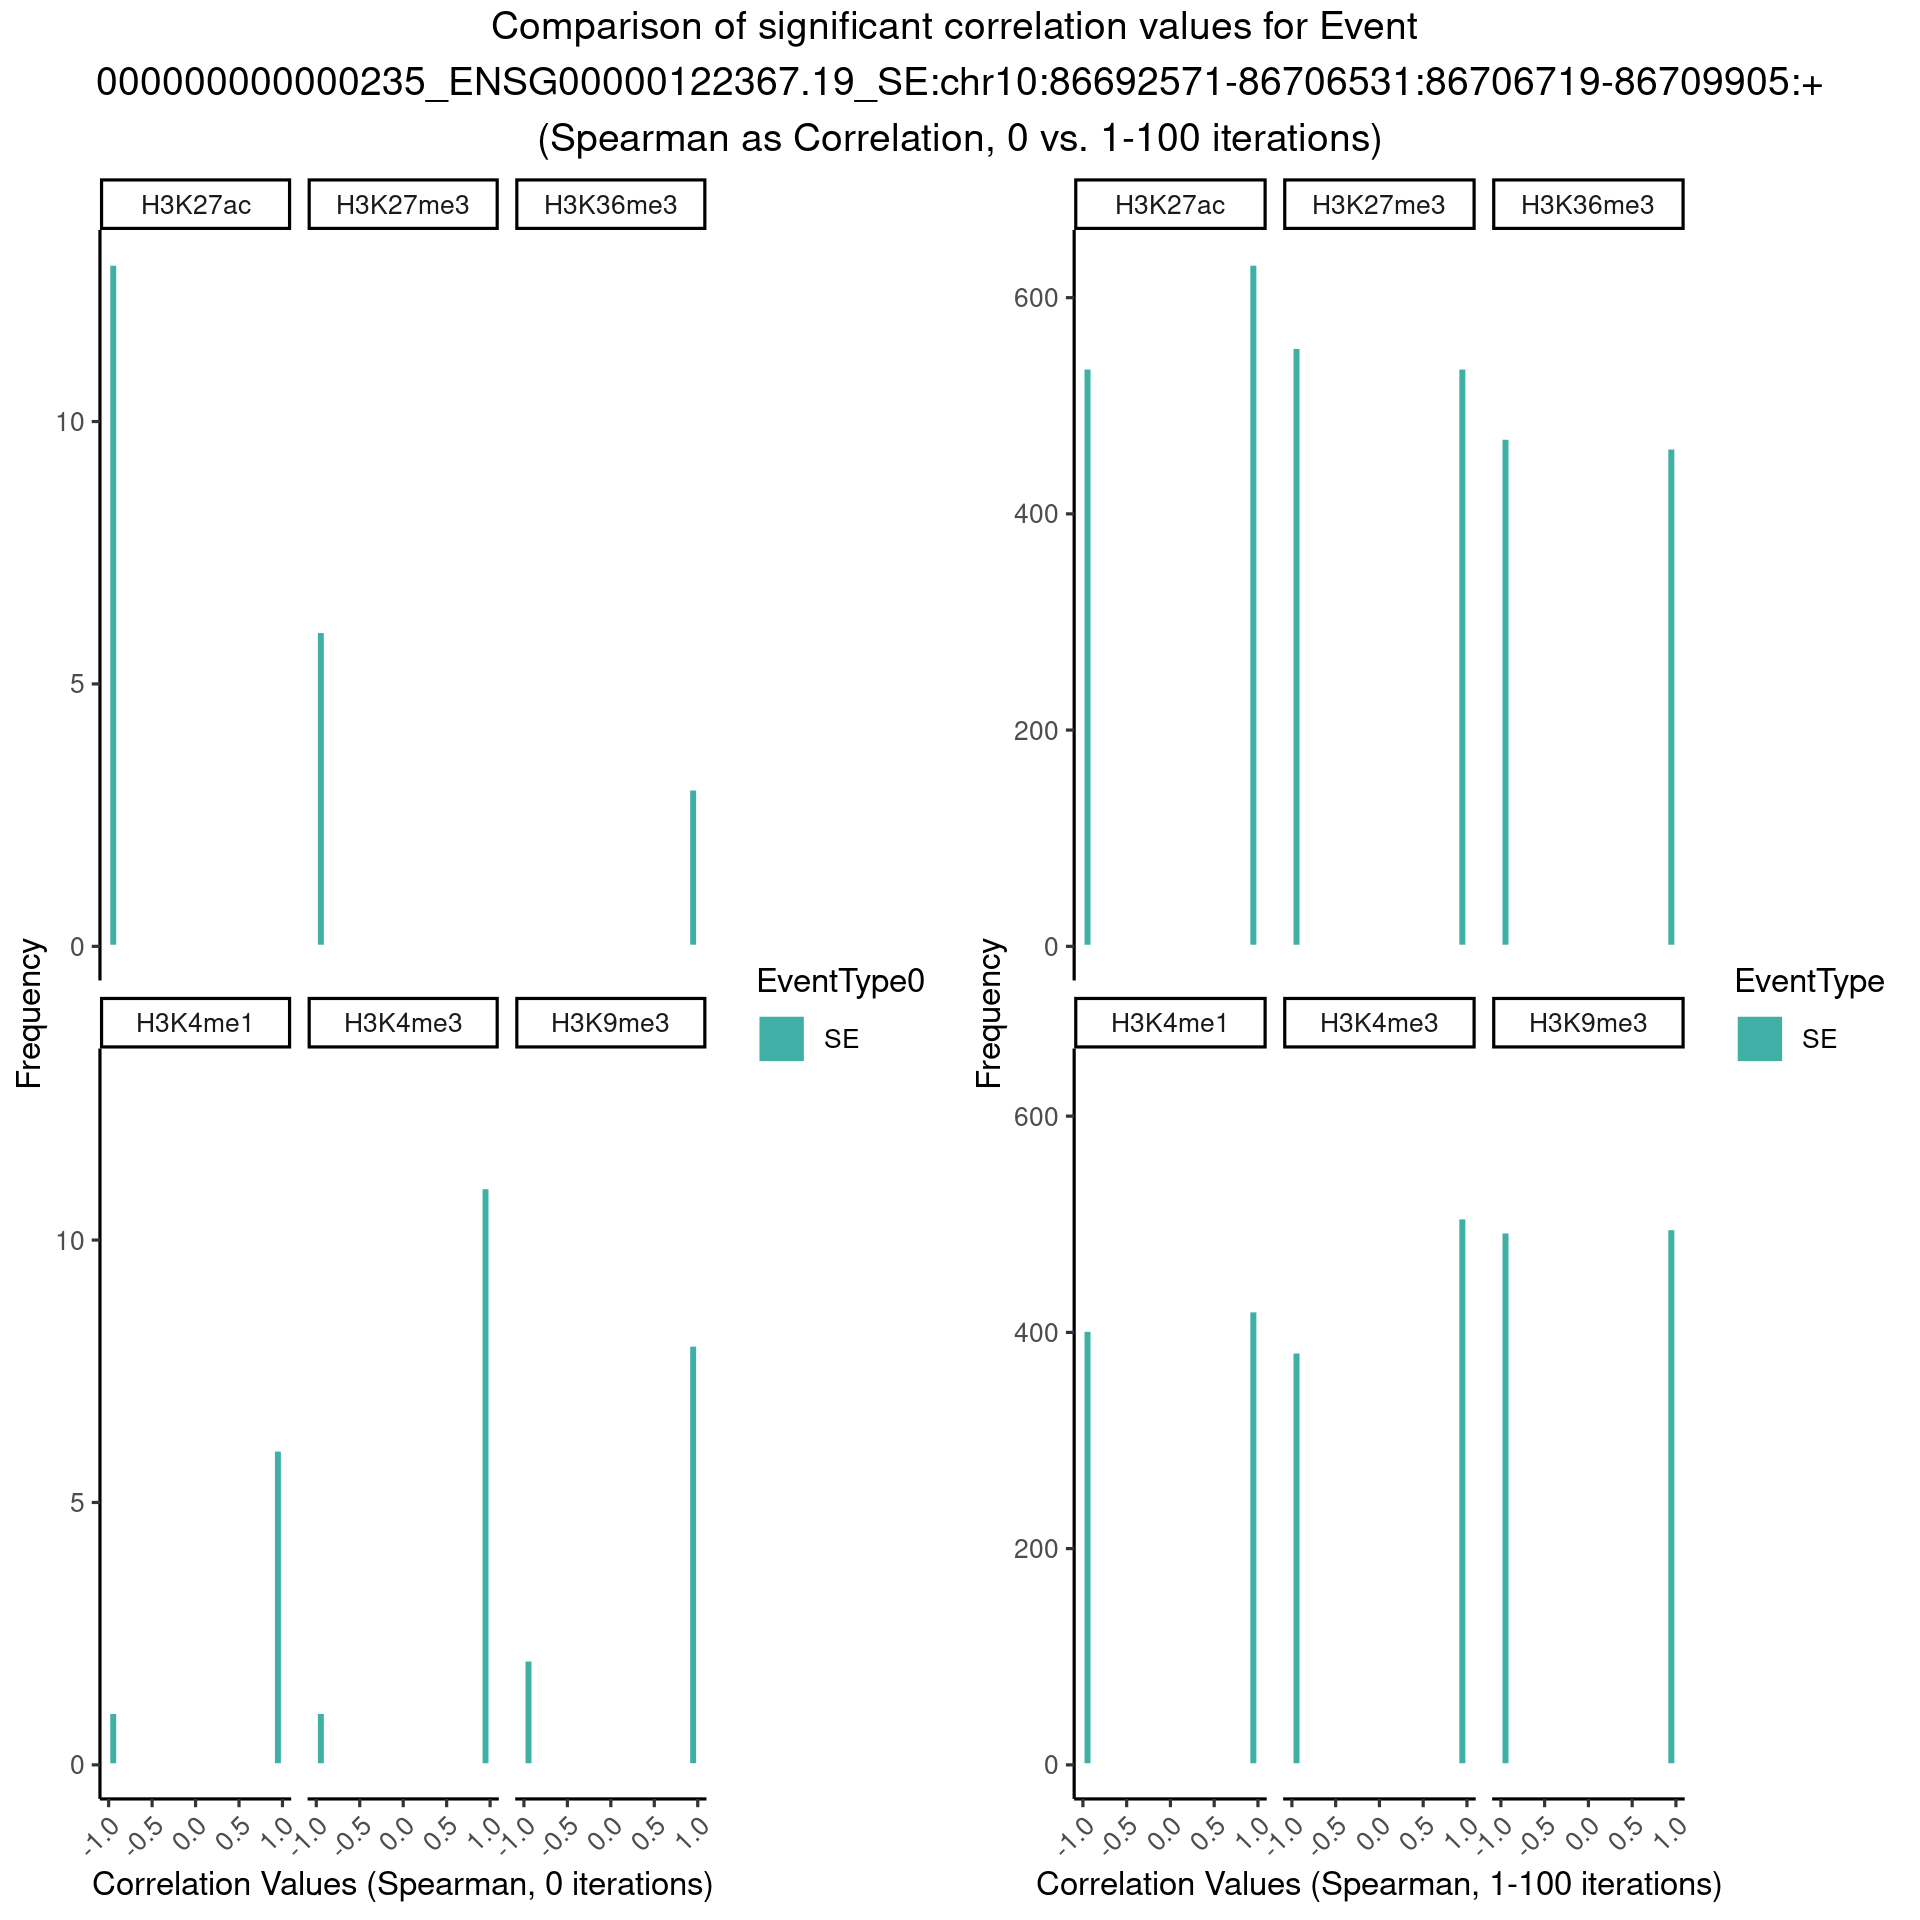 Comparison of significant correlation values for Event
000000000000235_ENSG00000122367.19_SE:chr10:86692571-86706531:86706719-86709905:+
(Spearman as Correlation, 0 vs. 1-100 iterations)
H3K27ac H3K27me3 H3K36me3
10
5
0
H3K4me1 H3K4me3 H3K9me3
10
5
0
-1.0 -0.5 0.0 0.5 1.0 -1.0 -0.5 0.0 0.5 1.0 -1.0 -0.5 0.0 0.5 1.0
Correlation Values (Spearman, 0 iterations)
Frequency
EventType0
SE
H3K27ac H3K27me3 H3K36me3
600
400
200
0
H3K4me1 H3K4me3 H3K9me3
600
400
200
0
-1.0 -0.5 0.0 0.5 1.0 -1.0 -0.5 0.0 0.5 1.0 -1.0 -0.5 0.0 0.5 1.0
Correlation Values (Spearman, 1-100 iterations)
Frequency
EventType
SE